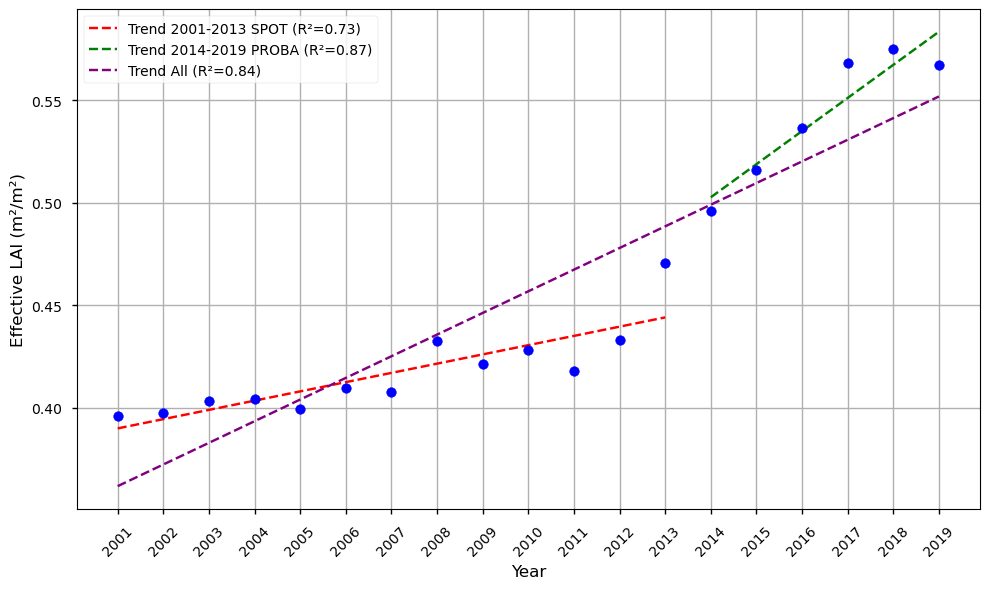 Trend 2001-2013 SPOT (R²=0.73)
Trend 2014-2019 PROBA (R²=0.87)
Trend All (R²=0.84)
Effective LAI (m²/m²)
0.55
0.50
0.45
0.40
2001 2002 2003 2004 2005 2006 2007 2008 2009 2010 2011 2012 2013 2014 2015 2016 2017 2018 2019
Year